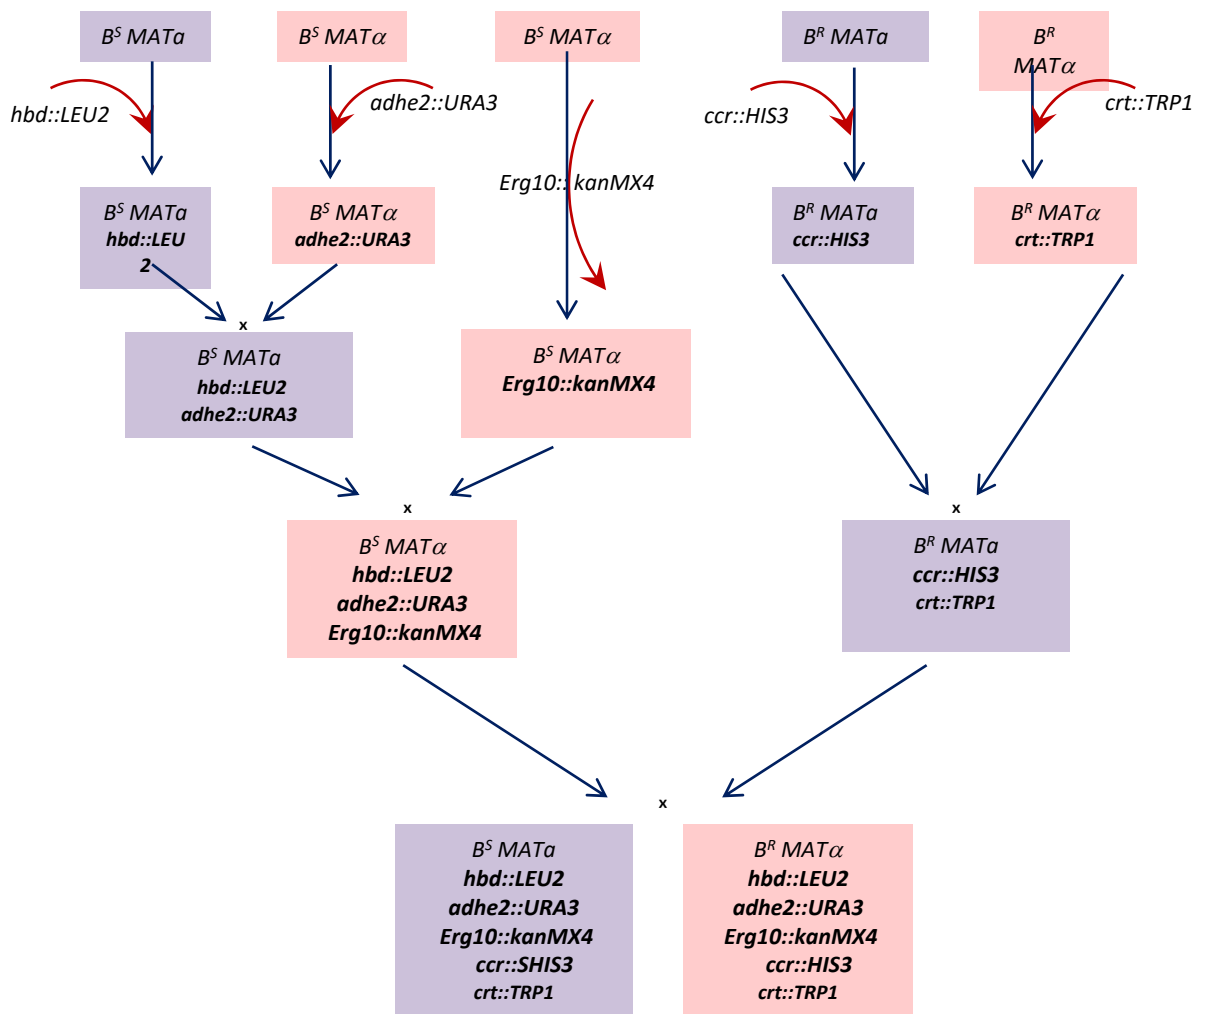 B^S MATa
B^S MATα
B^S MATα
B^R MATa
B^R
MATα
hbd::LEU2
adhe2::URA3
ccr::HIS3
crt::TRP1
Erg10::kanMX4
B^S MATa
hbd::LEU
2
B^S MATα
adhe2::URA3
B^R MATa
ccr::HIS3
B^R MATα
crt::TRP1
x
B^S MATa
hbd::LEU2
adhe2::URA3
B^S MATα
Erg10::kanMX4
x
x
B^S MATα
hbd::LEU2
adhe2::URA3
Erg10::kanMX4
B^R MATa
ccr::HIS3
crt::TRP1
x
B^S MATa
hbd::LEU2
adhe2::URA3
Erg10::kanMX4
ccr::SHIS3
crt::TRP1
B^R MATα
hbd::LEU2
adhe2::URA3
Erg10::kanMX4
ccr::HIS3
crt::TRP1